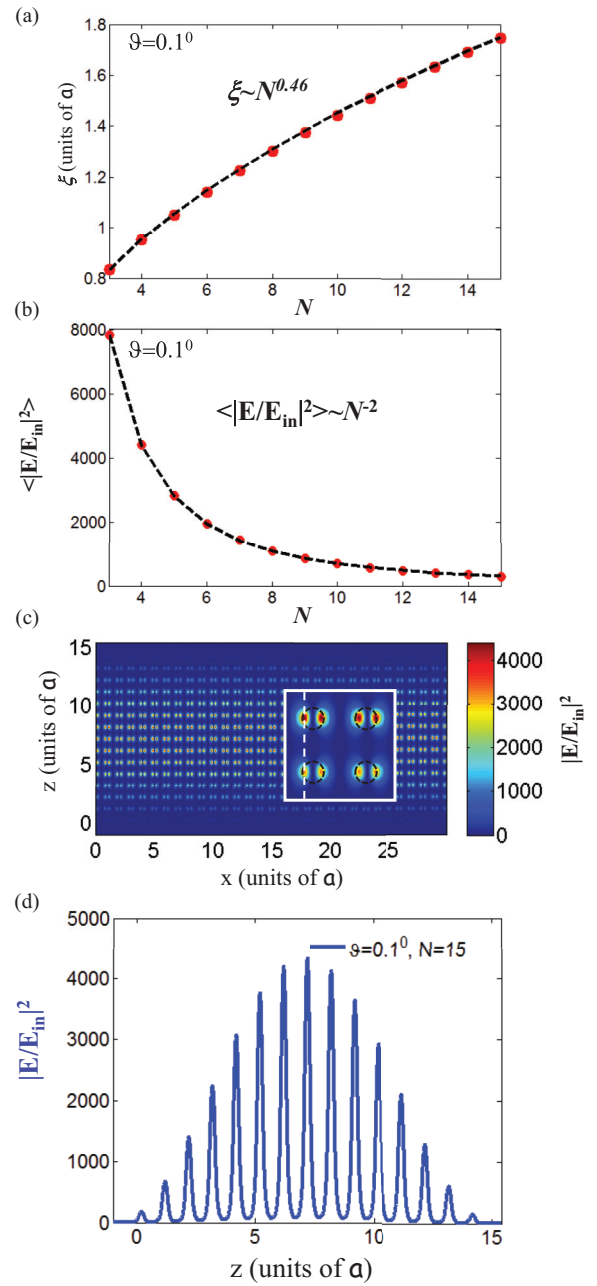 (a)
ϑ=0.1⁰
ξ~N⁰·⁴⁶
ξ (units of a)
1.8
1.6
1.4
1.2
1
0.8
4 6 8 10 12 14
N
(b)
ϑ=0.1⁰
<|E/E_in|²>~N⁻²
<|E/E_in|²>
8000
6000
4000
2000
0
4 6 8 10 12 14
N
(c)
z (units of a)
15
10
5
0
0 5 10 15 20 25
x (units of a)
4000
3000
2000
1000
0
|E/E_in|²
(d)
ϑ=0.1⁰, N=15
|E/E_in|²
5000
4000
3000
2000
1000
0
0 5 10 15
z (units of a)